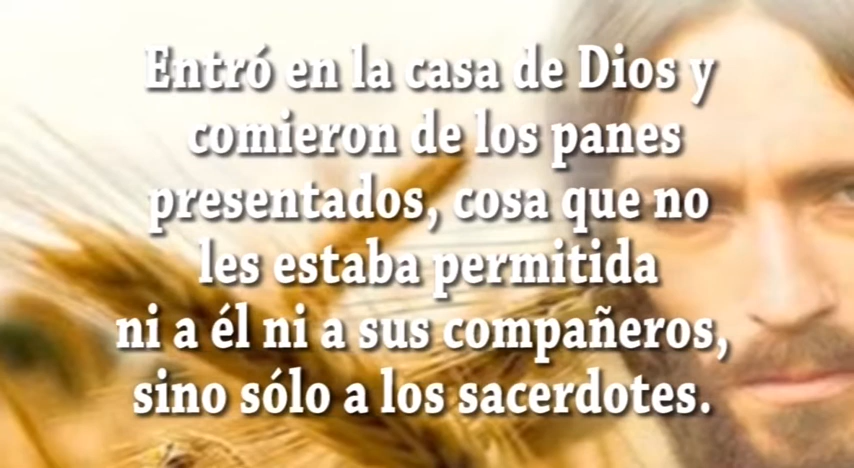 Entró en la casa de Dios y
comieron de los panes
presentados, cosa que no
les estaba permitida
ni a él ni a sus compañeros,
sino sólo a los sacerdotes.